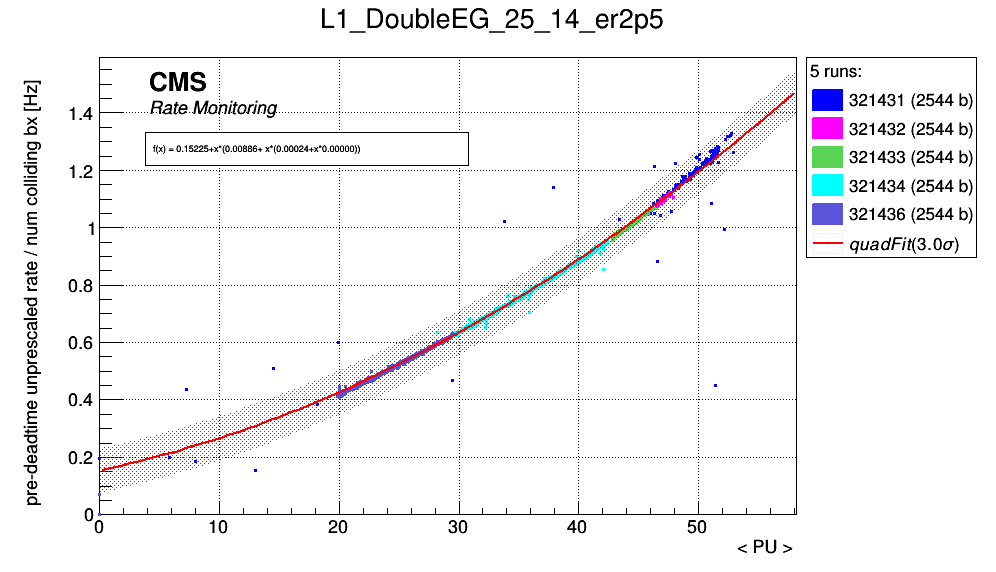 L1_DoubleEG_25_14_er2p5
pre-deadtime unprescaled rate / num colliding bx [Hz]
CMS
Rate Monitoring
f(x) = 0.15225+x*(0.00886+ x*(0.00024+x*0.00000))
1.4
1.2
1
0.8
0.6
0.4
0.2
0
0 10 20 30 40 50
< PU >
5 runs:
321431 (2544 b)
321432 (2544 b)
321433 (2544 b)
321434 (2544 b)
321436 (2544 b)
quadFit(3.0σ)